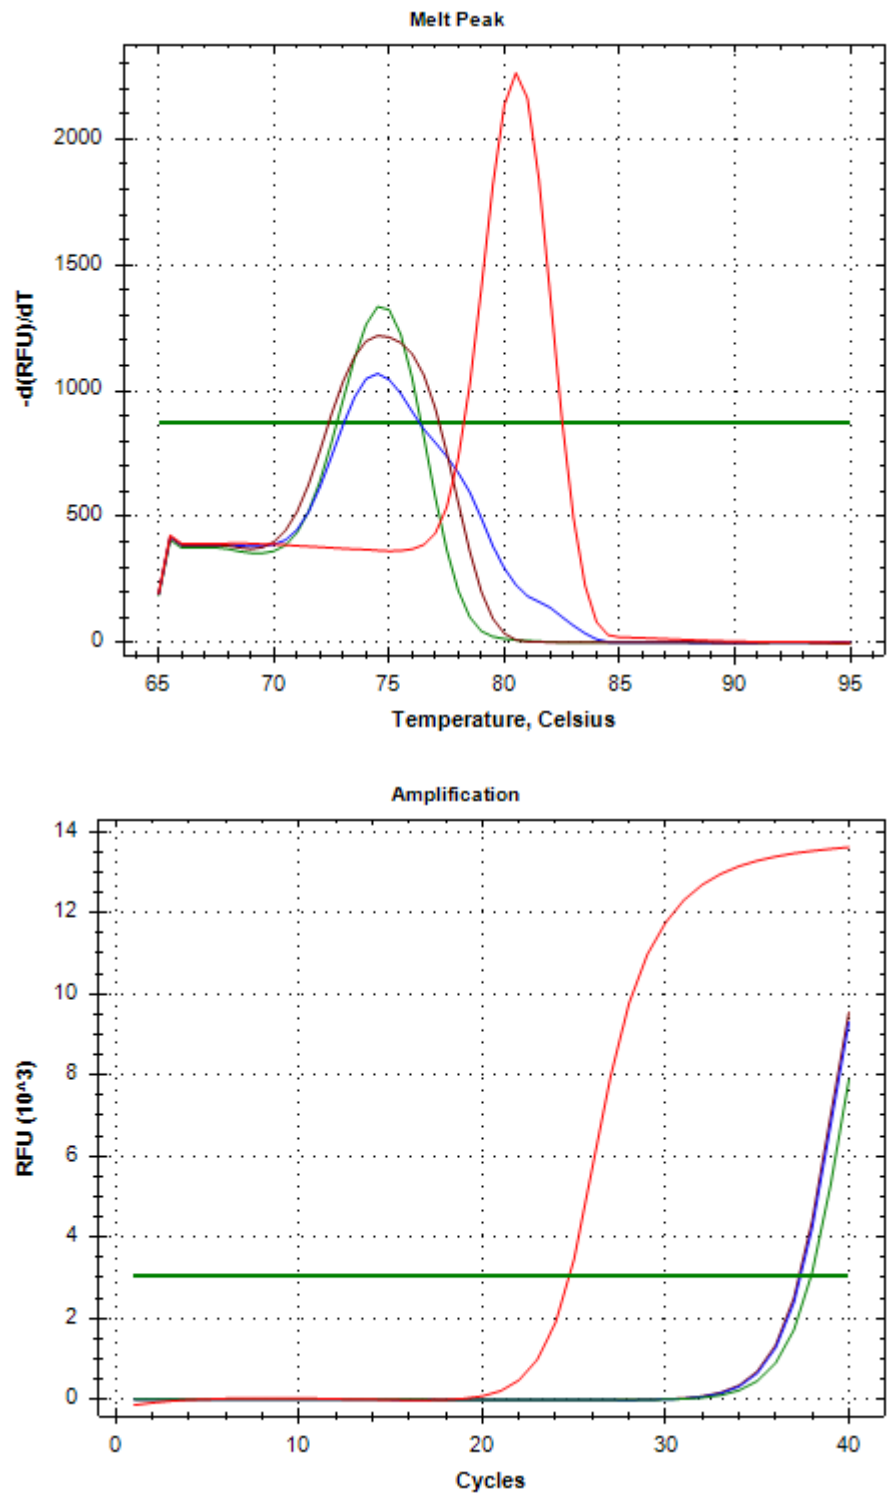 Melt Peak
2000
1500
1000
500
0
-d(RFU)/dT
65 70 75 80 85 90 95
Temperature, Celsius
Amplification
14
12
10
8
6
4
2
0
RFU (10^3)
0 10 20 30 40
Cycles